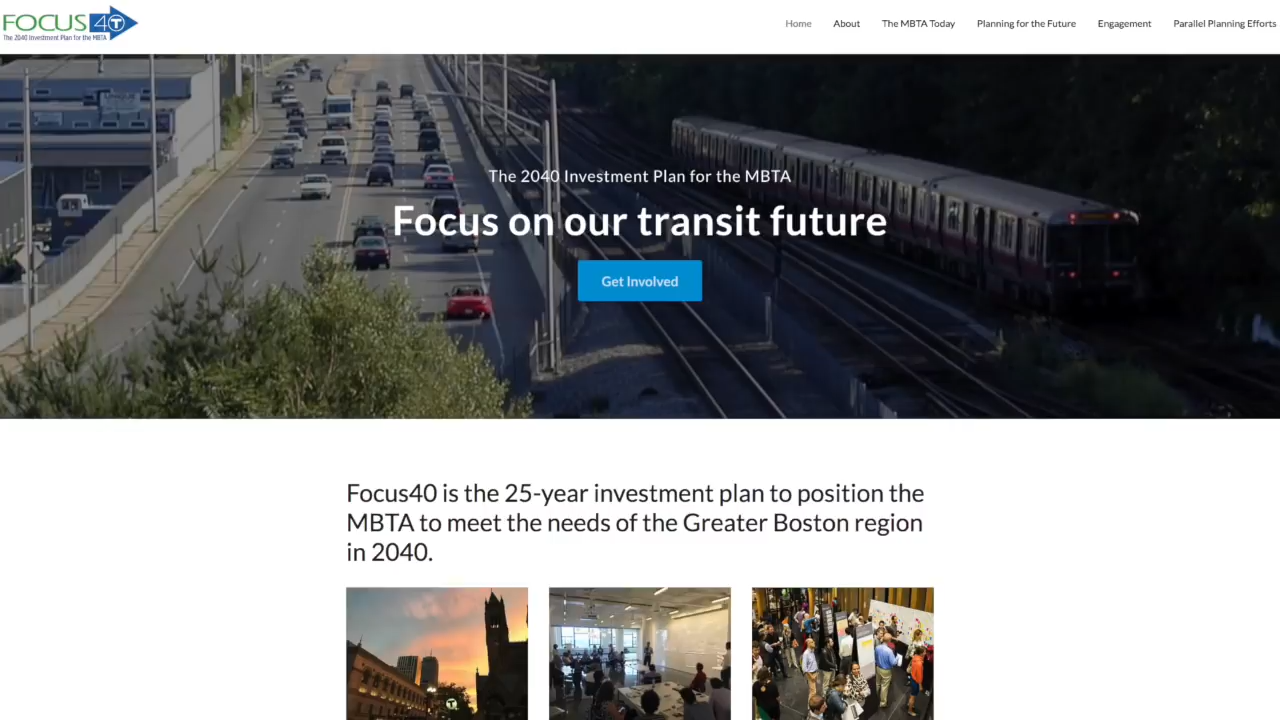 FOCUS 40 T
The 2040 Investment Plan for the MBTA
Home About The MBTA Today Planning for the Future Engagement Parallel Planning Efforts
The 2040 Investment Plan for the MBTA
Focus on our transit future
Get Involved
Focus40 is the 25-year investment plan to position the
MBTA to meet the needs of the Greater Boston region
in 2040.
T